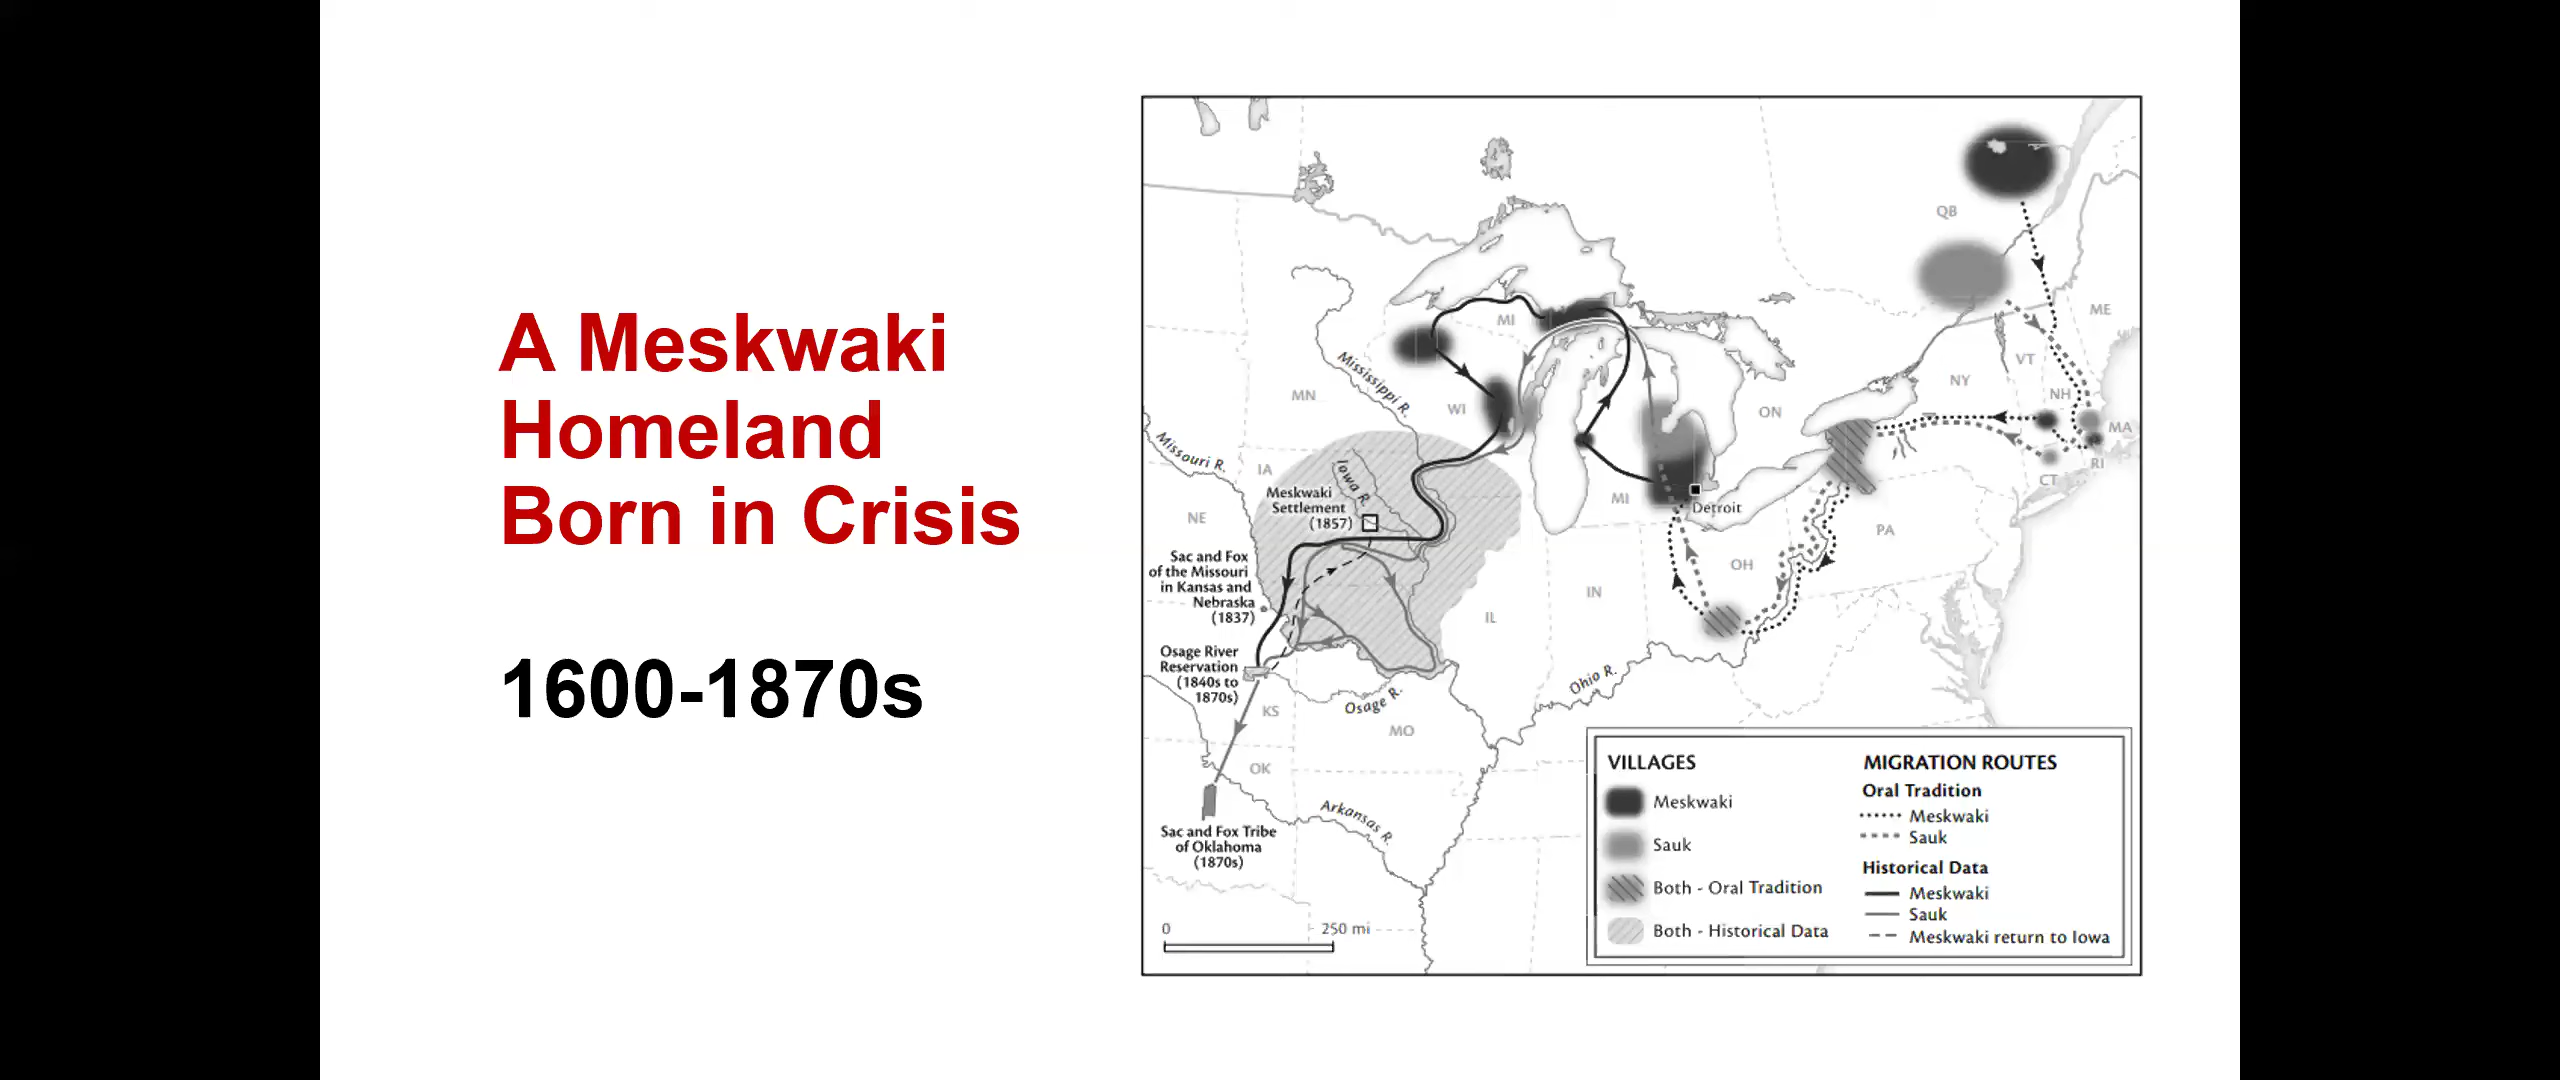 A Meskwaki
Homeland
Born in Crisis
1600-1870s
QB
ME
MI
VT
NY
NH
Mississippi R.
MN
WI
ON
MA
Missouri R.
IA
Iowa R.
RI
CT
Meskwaki
Settlement
(1857)
MI
Detroit
NE
PA
Sac and Fox
of the Missouri
in Kansas and
Nebraska
(1837)
OH
IN
IL
Osage River
Reservation
(1840s to
1870s)
Ohio R.
Osage R.
KS
MO
OK
Arkansas R.
Sac and Fox Tribe
of Oklahoma
(1870s)
0 250 mi
VILLAGES
Meskwaki
Sauk
Both - Oral Tradition
Both - Historical Data
MIGRATION ROUTES
Oral Tradition
Meskwaki
Sauk
Historical Data
Meskwaki
Sauk
Meskwaki return to Iowa